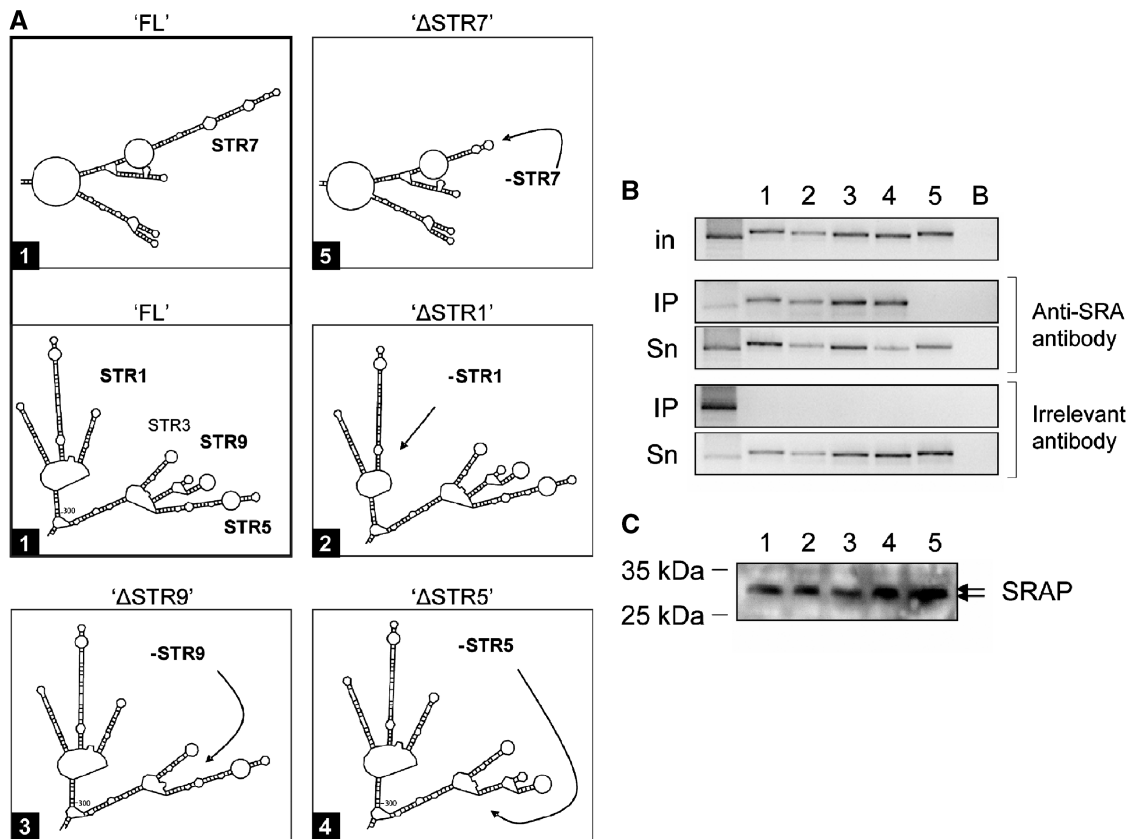 A
'FL'
'ΔSTR7'
STR7
-STR7
1
5
'FL'
'ΔSTR1'
STR1
STR3
STR9
STR5
300
-STR1
1
2
'ΔSTR9'
'ΔSTR5'
-STR9
-STR5
300
300
3
4
B
1 2 3 4 5 B
in
IP
Sn
Anti-SRA
antibody
IP
Sn
Irrelevant
antibody
C
1 2 3 4 5
35 kDa
25 kDa
SRAP